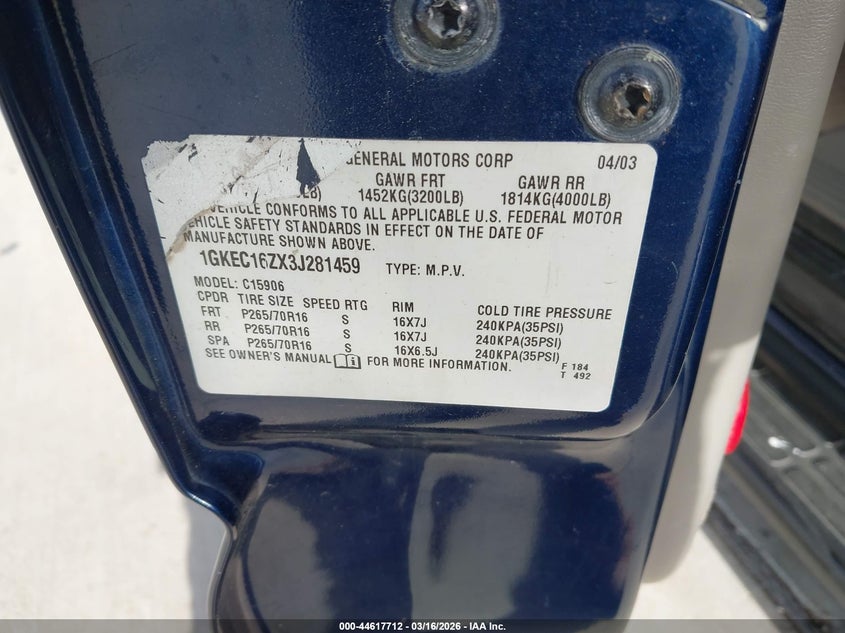 GENERAL MOTORS CORP 04/03
GAWR FRT GAWR RR
1452KG(3200LB) 1814KG(4000LB)
VEHICLE CONFORMS TO ALL APPLICABLE U.S. FEDERAL MOTOR
VEHICLE SAFETY STANDARDS IN EFFECT ON THE DATE OF
MANUFACTURE SHOWN ABOVE.
1GKEC16ZX3J281459 TYPE: M.P.V.
MODEL: C15906
CPDR TIRE SIZE SPEED RTG RIM COLD TIRE PRESSURE
FRT P265/70R16 S 16X7J 240KPA(35PSI)
RR P265/70R16 S 16X7J 240KPA(35PSI)
SPA P265/70R16 S 16X6.5J 240KPA(35PSI)
SEE OWNER'S MANUAL FOR MORE INFORMATION.
F 184
T 492
000-44617712 — 03/16/2026 — IAA Inc.